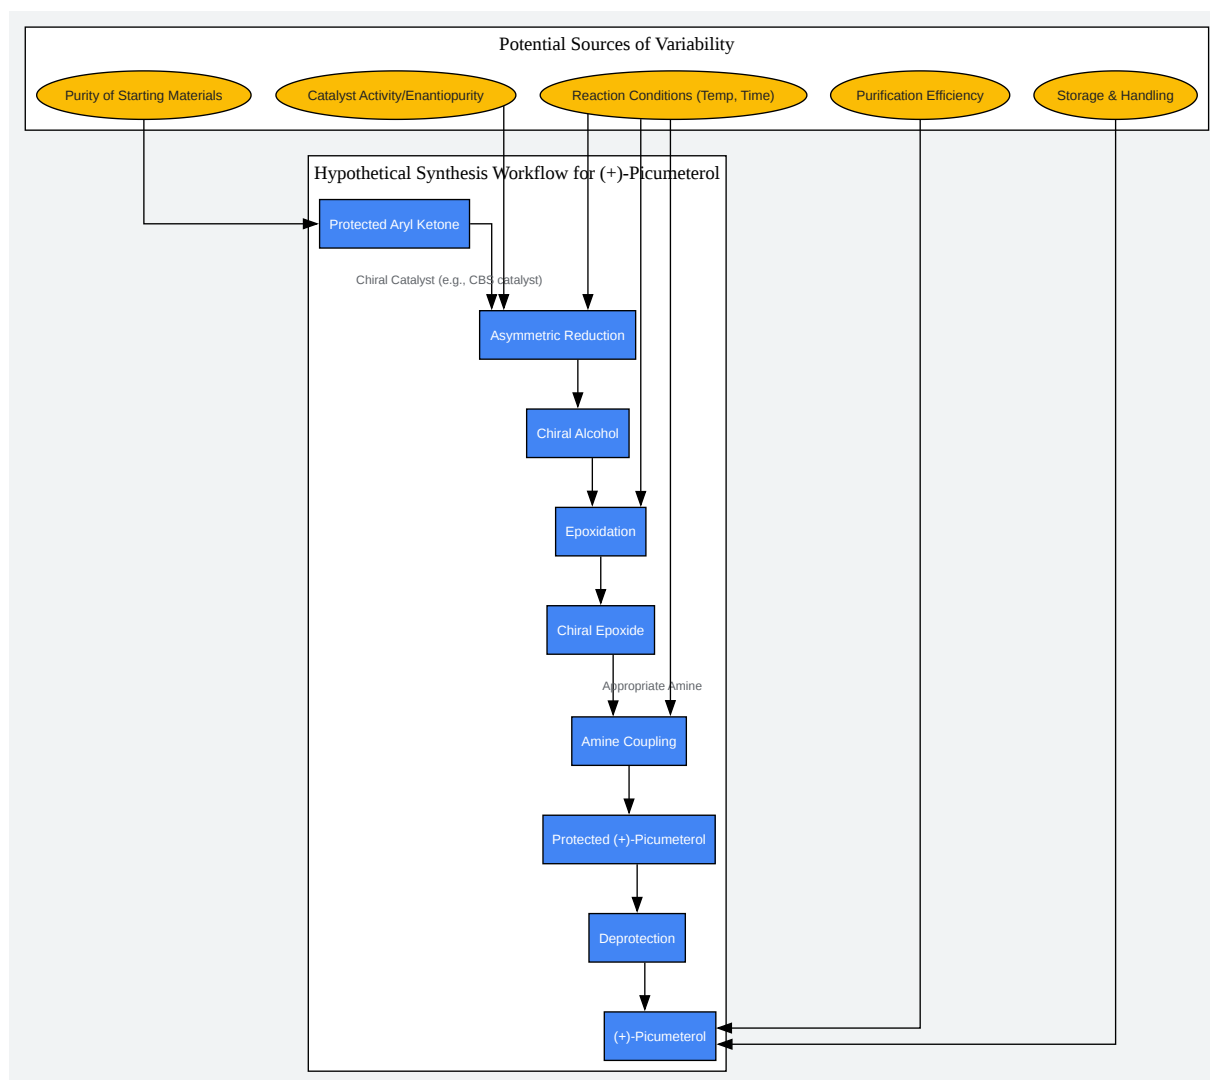 Potential Sources of Variability
Purity of Starting Materials
Catalyst Activity/Enantiopurity
Reaction Conditions (Temp, Time)
Purification Efficiency
Storage & Handling
Hypothetical Synthesis Workflow for (+)-Picumeterol
Protected Aryl Ketone
Chiral Catalyst (e.g., CBS catalyst)
Asymmetric Reduction
Chiral Alcohol
Epoxidation
Chiral Epoxide
Appropriate Amine
Amine Coupling
Protected (+)-Picumeterol
Deprotection
(+)-Picumeterol